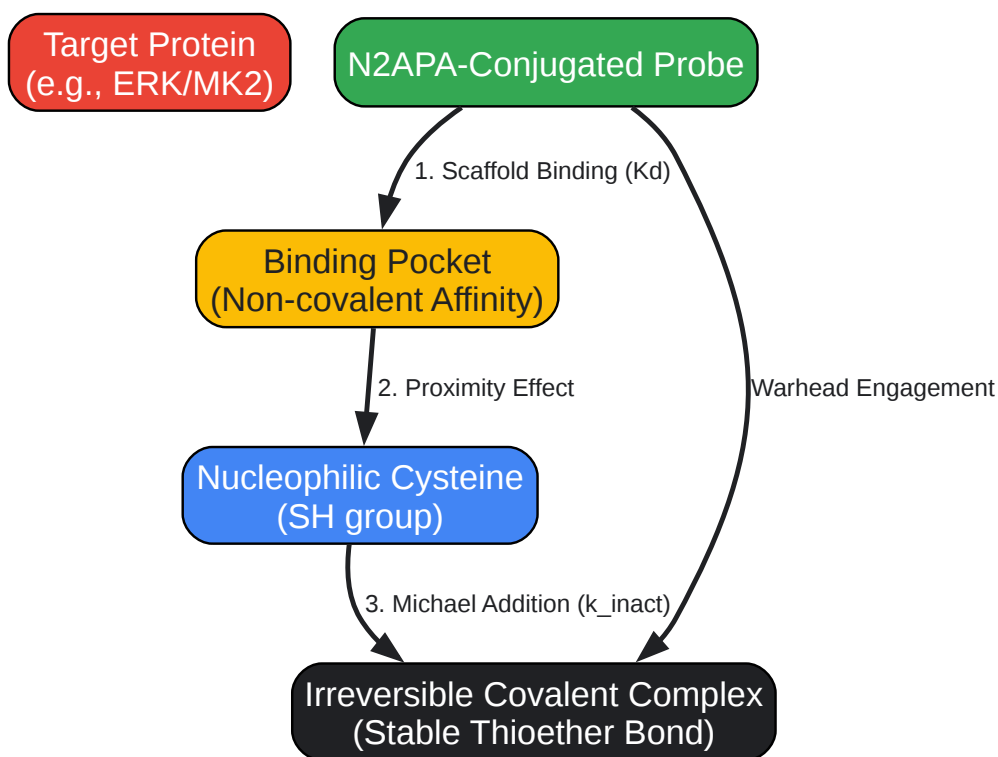 Target Protein
(e.g., ERK/MK2)
N2APA-Conjugated Probe
1. Scaffold Binding (Kd)
Binding Pocket
(Non-covalent Affinity)
2. Proximity Effect
Warhead Engagement
Nucleophilic Cysteine
(SH group)
3. Michael Addition (k_inact)
Irreversible Covalent Complex
(Stable Thioether Bond)